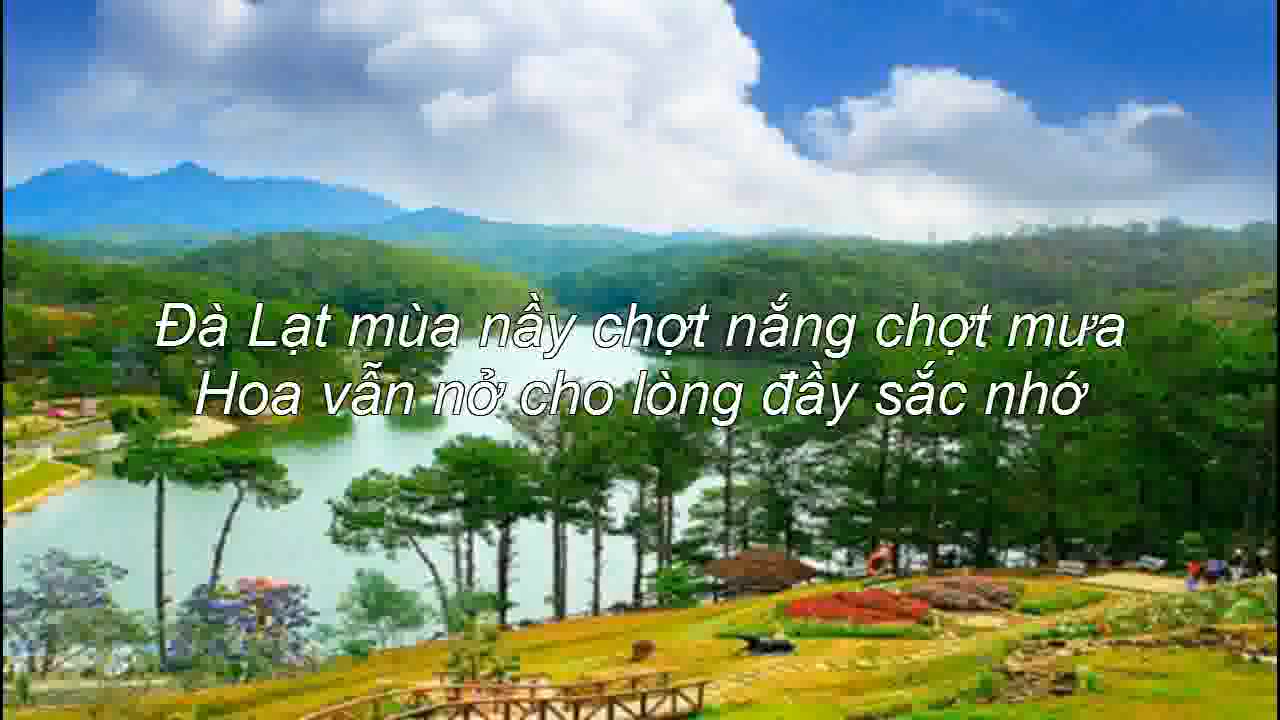 Đà Lạt mùa nầy chợt nắng chợt mưa
Hoa vẫn nở cho lòng đầy sắc nhớ